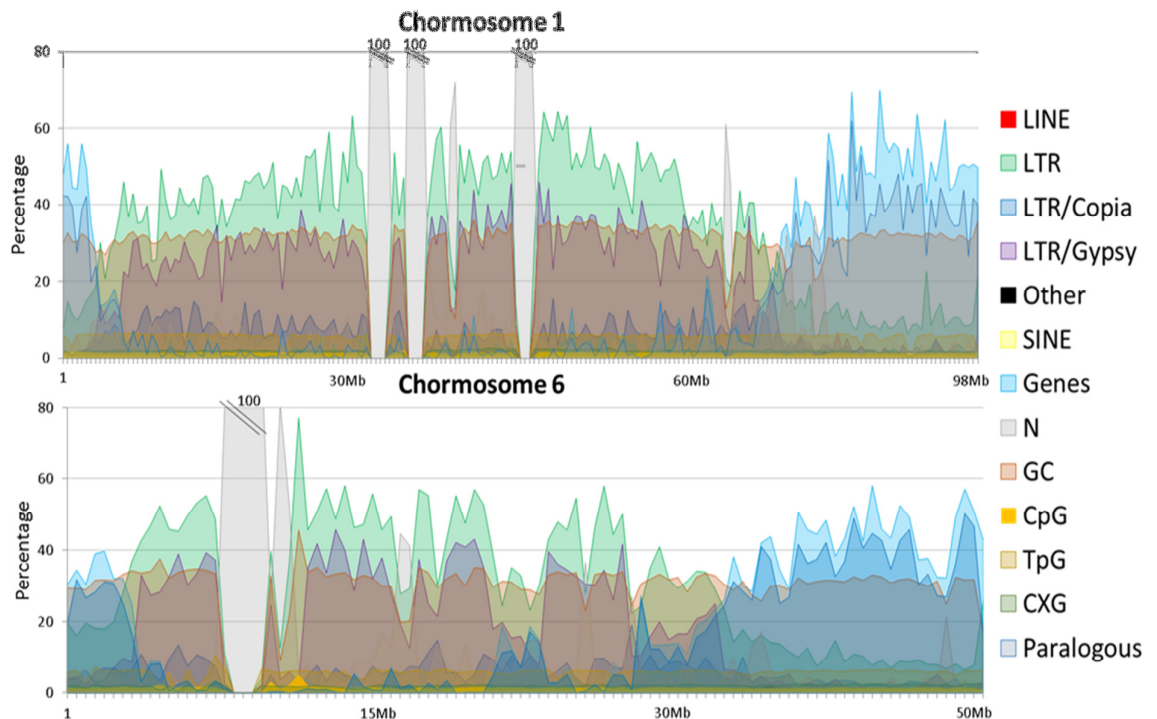 Chormosome 1
100 100 100
80
60
40
20
0
Percentage
1 30Mb 60Mb 98Mb
Chormosome 6
100
80
60
40
20
0
Percentage
1 15Mb 30Mb 50Mb
LINE
LTR
LTR/Copia
LTR/Gypsy
Other
SINE
Genes
N
GC
CpG
TpG
CXG
Paralogous